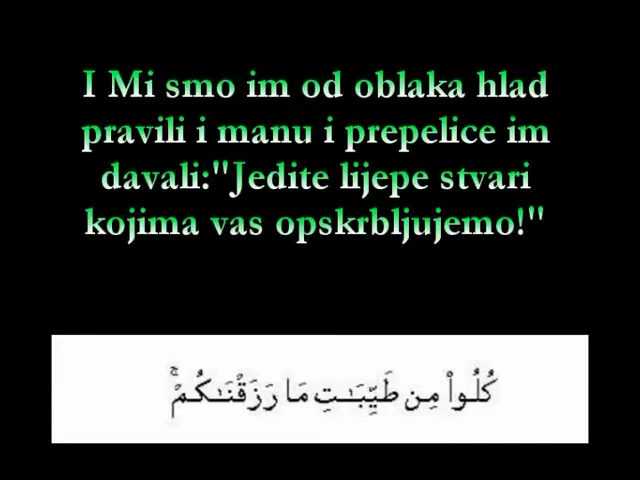 I Mi smo im od oblaka hlad
pravili i manu i prepelice im
davali:"Jedite lijepe stvari
kojima vas opskrbljujemo!"
كُلُوا۟ مِن طَيِّبَـٰتِ مَا رَزَقْنَـٰكُمْ ۚ